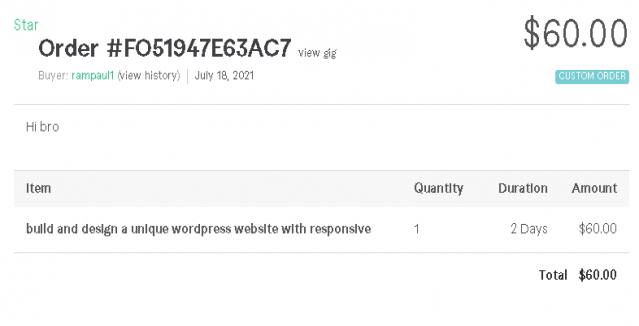 Star
$60.00
Order #FO51947E63AC7 view gig
Buyer: rampaul1 (view history) July 18, 2021
CUSTOM ORDER
Hi bro
Item Quantity Duration Amount
build and design a unique wordpress website with responsive 1 2 Days $60.00
Total $60.00